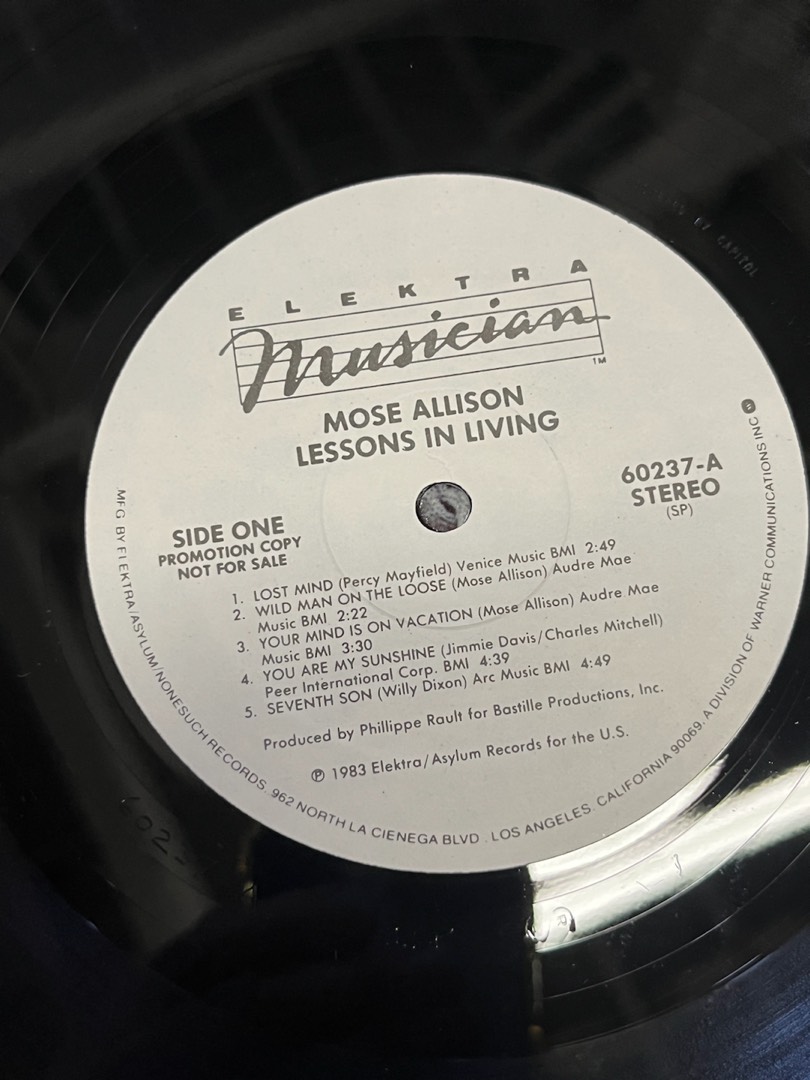 ELEKTRA
Musician
TM
MOSE ALLISON
LESSONS IN LIVING
60237-A
STEREO
(SP)
SIDE ONE
PROMOTION COPY
NOT FOR SALE
1. LOST MIND (Percy Mayfield) Venice Music BMI 2:49
2. WILD MAN ON THE LOOSE (Mose Allison) Audre Mae
Music BMI 2:22
3. YOUR MIND IS ON VACATION (Mose Allison) Audre Mae
Music BMI 3:30
4. YOU ARE MY SUNSHINE (Jimmie Davis/Charles Mitchell)
Peer International Corp. BMI 4:39
5. SEVENTH SON (Willy Dixon) Arc Music BMI 4:49
Produced by Phillippe Rault for Bastille Productions, Inc.
℗ 1983 Elektra/Asylum Records for the U.S.
MFG BY ELEKTRA/ASYLUM/NONESUCH RECORDS. 962 NORTH LA CIENEGA BLVD. LOS ANGELES, CALIFORNIA 90069. A DIVISION OF WARNER COMMUNICATIONS INC
BY CAPITOL
602-